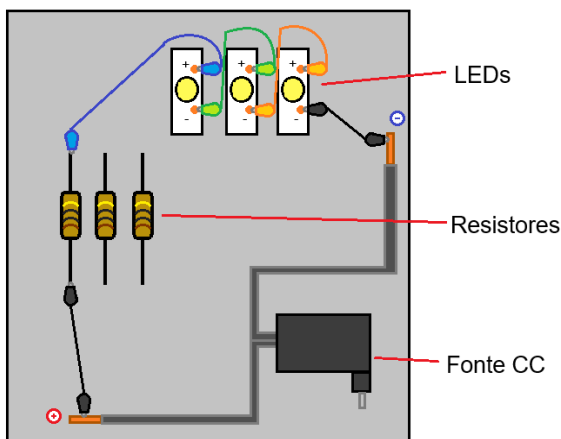 + + +
LEDs
- - -
-
Resistores
Fonte CC
+